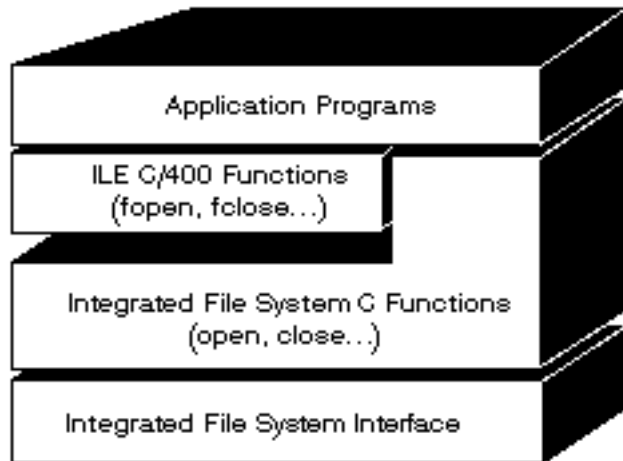 Application Programs
ILE C/400 Functions
(fopen, fclose...)
Integrated File System C Functions
(open, close...)
Integrated File System Interface